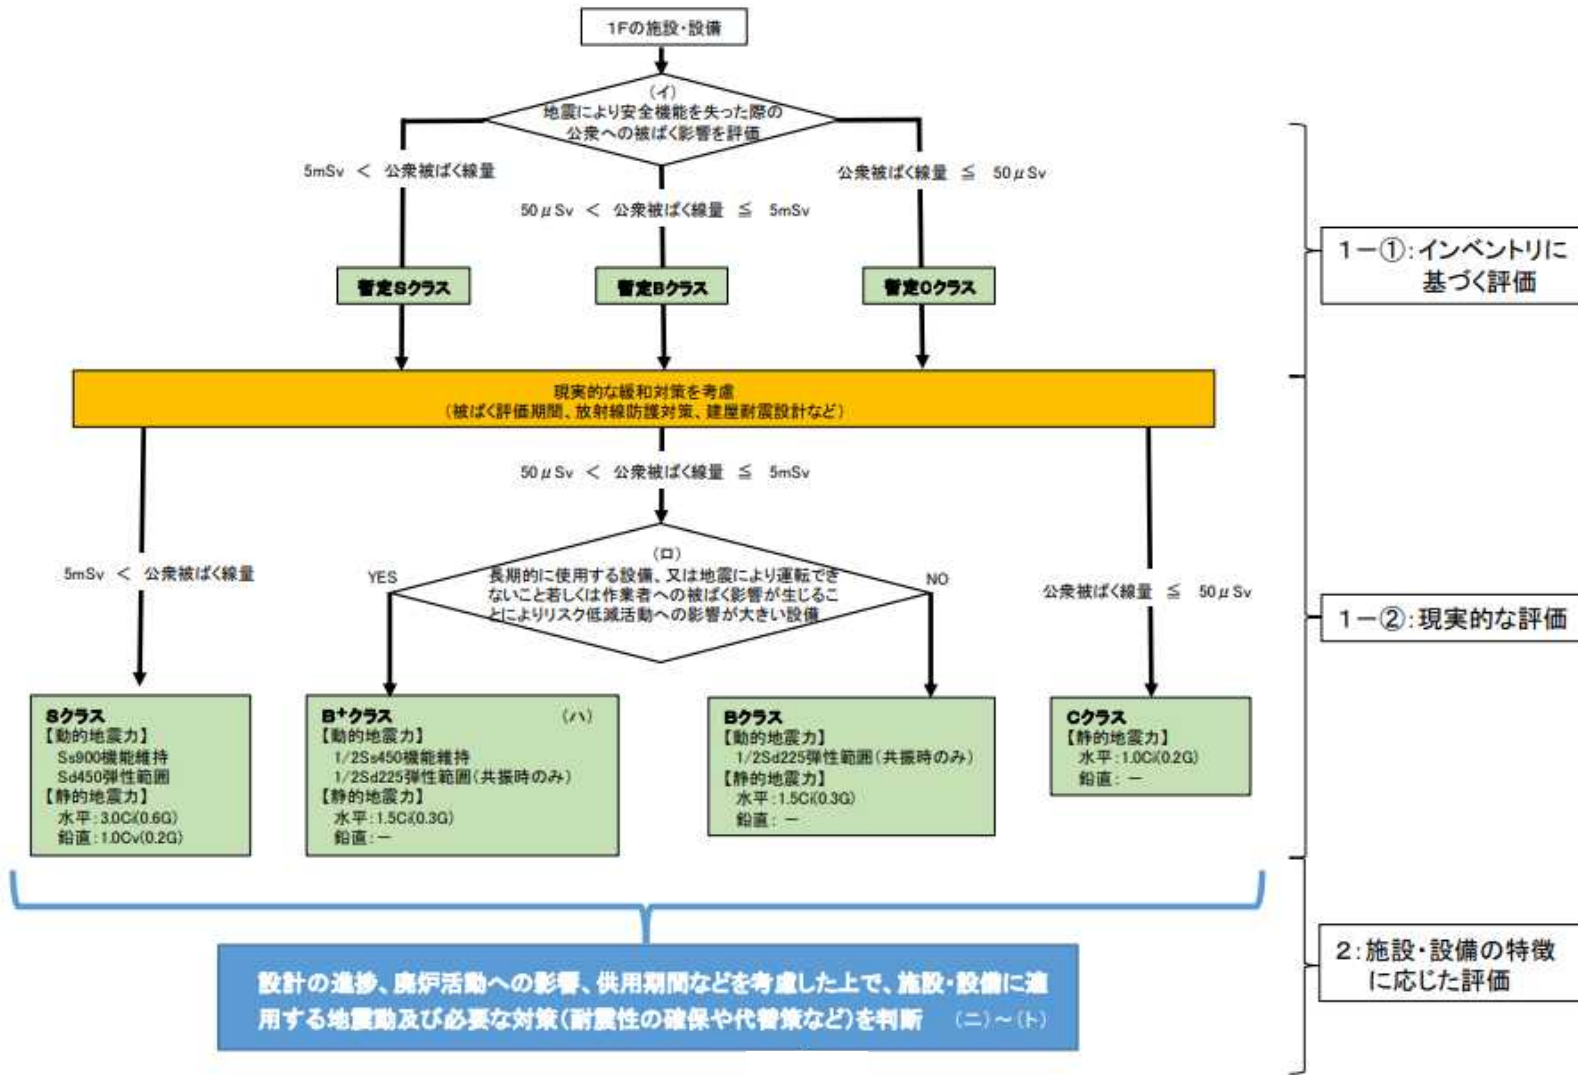 1Fの施設・設備
(イ)
地震により安全機能を失った際の
公衆への被ばく影響を評価
5mSv < 公衆被ばく線量
50μSv < 公衆被ばく線量 ≦ 5mSv
公衆被ばく線量 ≦ 50μSv
暫定Sクラス
暫定Bクラス
暫定Cクラス
1-①:インベントリに
基づく評価
現実的な緩和対策を考慮
(被ばく評価期間、放射線防護対策、建屋耐震設計など)
50μSv < 公衆被ばく線量 ≦ 5mSv
5mSv < 公衆被ばく線量
YES
(ロ)
長期的に使用する設備、又は地震により運転でき
ないこと若しくは作業者への被ばく影響が生じるこ
とによりリスク低減活動への影響が大きい設備
NO
公衆被ばく線量 ≦ 50μSv
1-②:現実的な評価
Sクラス
【動的地震力】
Ss900機能維持
Sd450弾性範囲
【静的地震力】
水平:3.0Ci(0.6G)
鉛直:1.0Cv(0.2G)
B⁺クラス (ハ)
【動的地震力】
1/2Ss450機能維持
1/2Sd225弾性範囲(共振時のみ)
【静的地震力】
水平:1.5Ci(0.3G)
鉛直:-
Bクラス
【動的地震力】
1/2Sd225弾性範囲(共振時のみ)
【静的地震力】
水平:1.5Ci(0.3G)
鉛直: -
Cクラス
【静的地震力】
水平:1.0Ci(0.2G)
鉛直: -
設計の進捗、廃炉活動への影響、供用期間などを考慮した上で、施設・設備に適
用する地震動及び必要な対策(耐震性の確保や代替策など)を判断 (ニ)~(ト)
2:施設・設備の特徴
に応じた評価